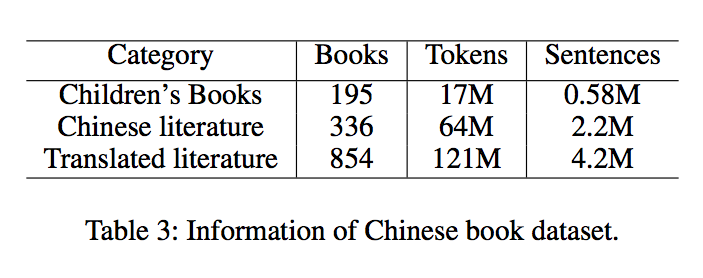 Category Books Tokens Sentences
Children's Books 195 17M 0.58M
Chinese literature 336 64M 2.2M
Translated literature 854 121M 4.2M
Table 3: Information of Chinese book dataset.